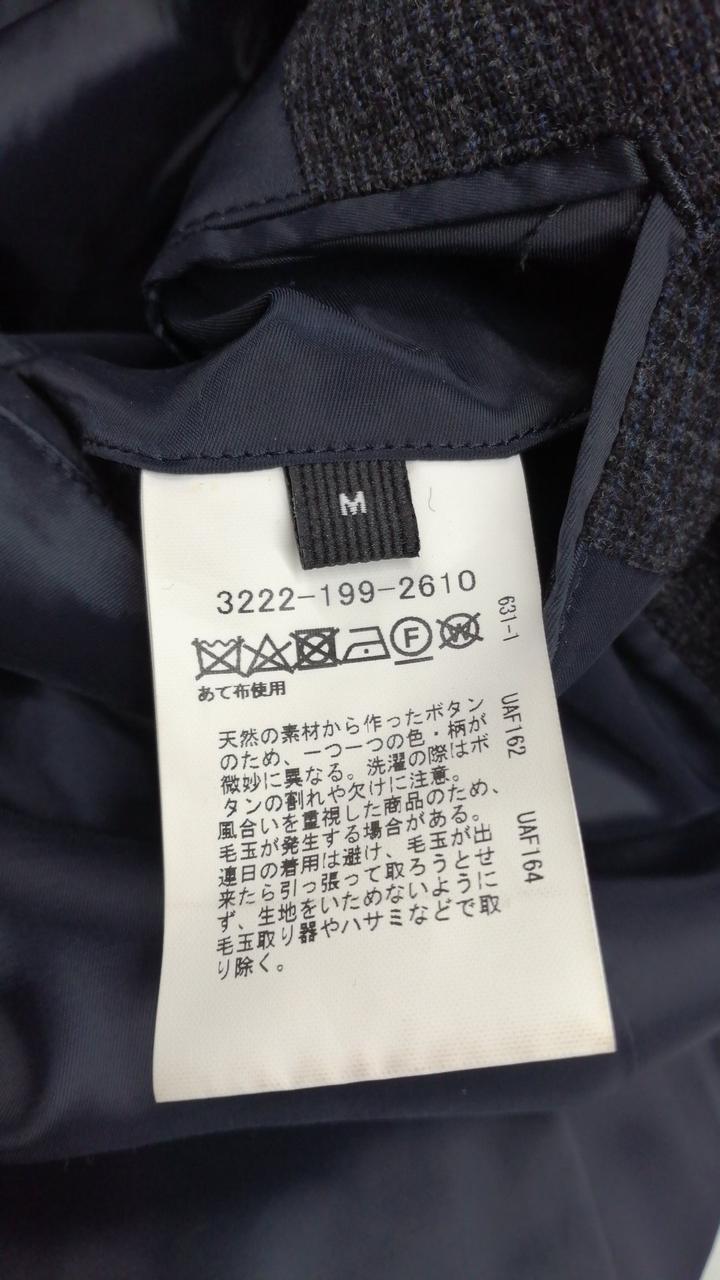 M
3222-199-2610
F
W
あて布使用
天然の素材から作ったボタン
のため、一つ一つの色・柄が
微妙に異なる。洗濯の際はボ
タンの割れや欠けに注意。
風合いを重視した商品のため、
毛玉が発生する場合がある。
連日の着用は避け、毛玉が出
来たら引っ張って取ろうとせ
ず、生地をいためないように
毛玉取り器やハサミなどで取
り除く。
631-1
UAF162
UAF164